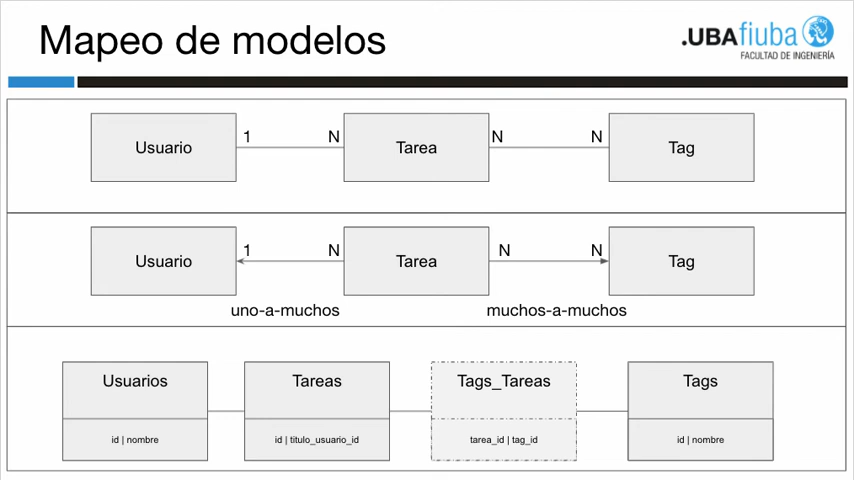 Mapeo de modelos
.UBAfiuba
FACULTAD DE INGENIERÍA
Usuario
1
N
Tarea
N
N
Tag
Usuario
1
N
Tarea
N
N
Tag
uno-a-muchos
muchos-a-muchos
Usuarios
Tareas
Tags_Tareas
Tags
id | nombre
id | titulo_usuario_id
tarea_id | tag_id
id | nombre